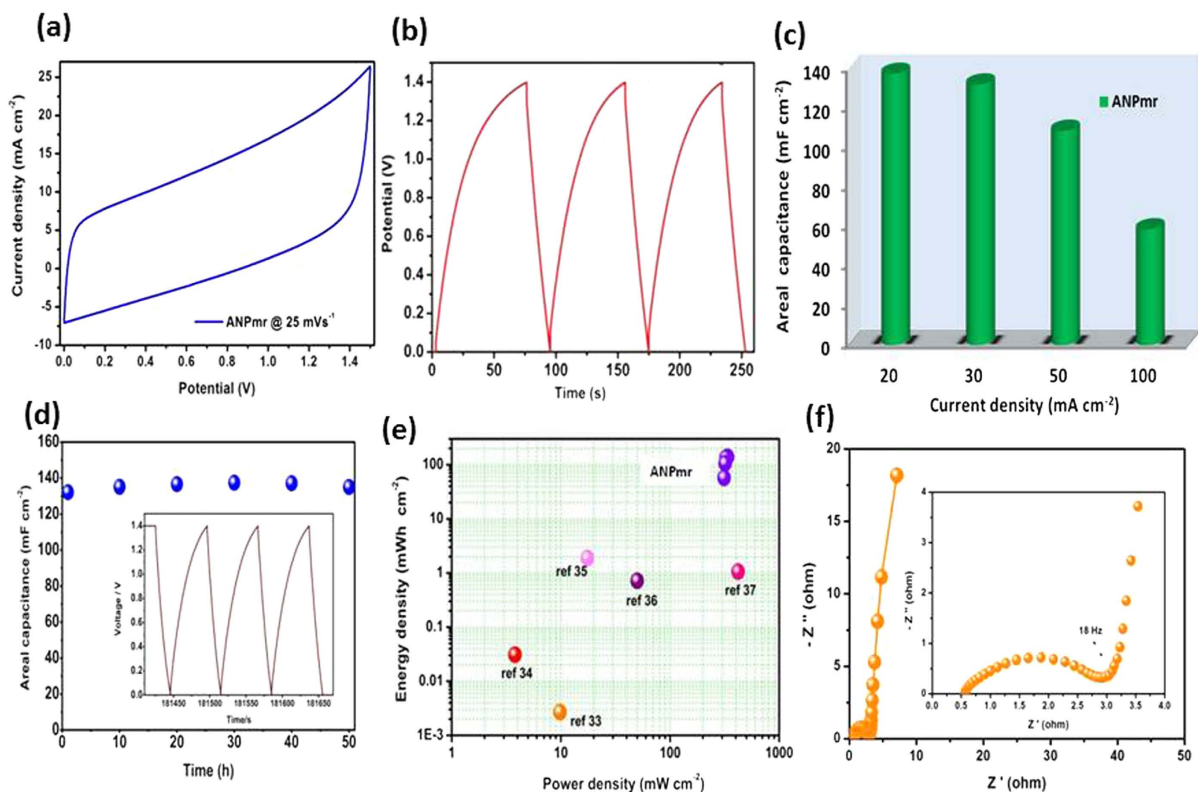 (a)
Current density (mA cm-2)
25
20
15
10
5
0
-5
-10
0.0 0.2 0.4 0.6 0.8 1.0 1.2 1.4
Potential (V)
ANPmr @ 25 mVs-1
(b)
Potential (V)
1.4
1.2
1.0
0.8
0.6
0.4
0.2
0.0
50 100 150 200 250
Time (s)
(c)
Areal capacitance (mF cm-2)
140
120
100
80
60
40
20
0
ANPmr
20 30 50 100
Current density (mA cm-2)
(d)
Areal capacitance (mF cm-2)
160
140
120
100
80
60
40
20
0
0 10 20 30 40 50
Time (h)
Voltage / V
1.4
1.2
1.0
0.8
0.6
0.4
0.2
0.0
181450 181500 181550 181600 181650
Time/s
(e)
Energy density (mWh cm-2)
100
10
1
0.1
0.01
1E-3
1 10 100 1000
Power density (mW cm-2)
ANPmr
ref 35
ref 36
ref 37
ref 34
ref 33
(f)
- Z'' (ohm)
20
15
10
5
0
0 10 20 30 40 50
Z ' (ohm)
- Z'' (ohm)
4
3
2
1
0
0.0 0.5 1.0 1.5 2.0 2.5 3.0 3.5 4.0
Z ' (ohm)
18 Hz